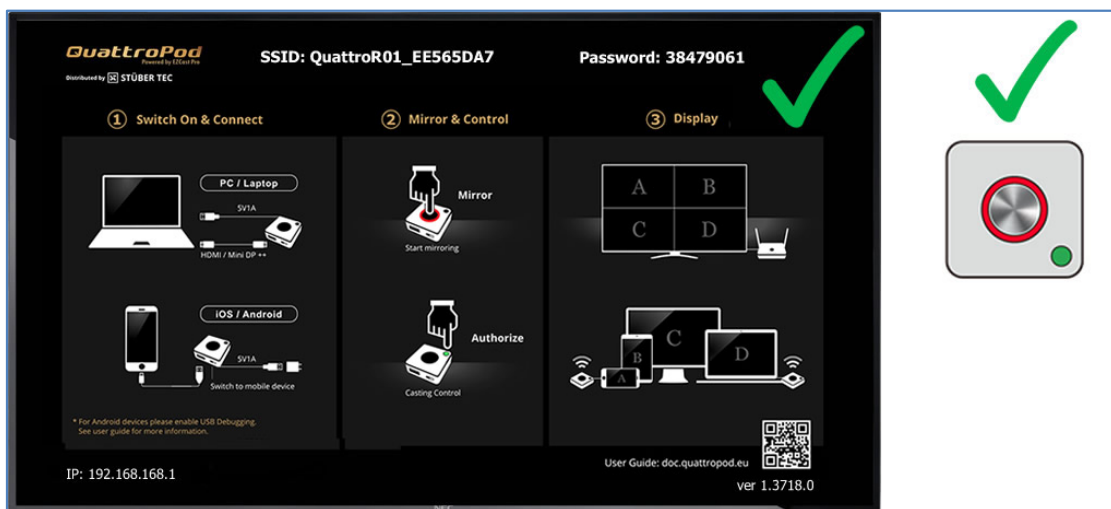 QuattroPod
Powered by EZCast Pro
Distributed by STÜBER TEC
SSID: QuattroR01_EE565DA7
Password: 38479061
① Switch On & Connect
② Mirror & Control
③ Display
PC / Laptop
5V1A
HDMI / Mini DP ++
iOS / Android
5V1A
Switch to mobile device
* For Android devices please enable USB Debugging.
See user guide for more information.
Mirror
Start mirroring
Authorize
Casting Control
A B
C D
A
B
C
D
User Guide: doc.quattropod.eu
IP: 192.168.168.1
ver 1.3718.0